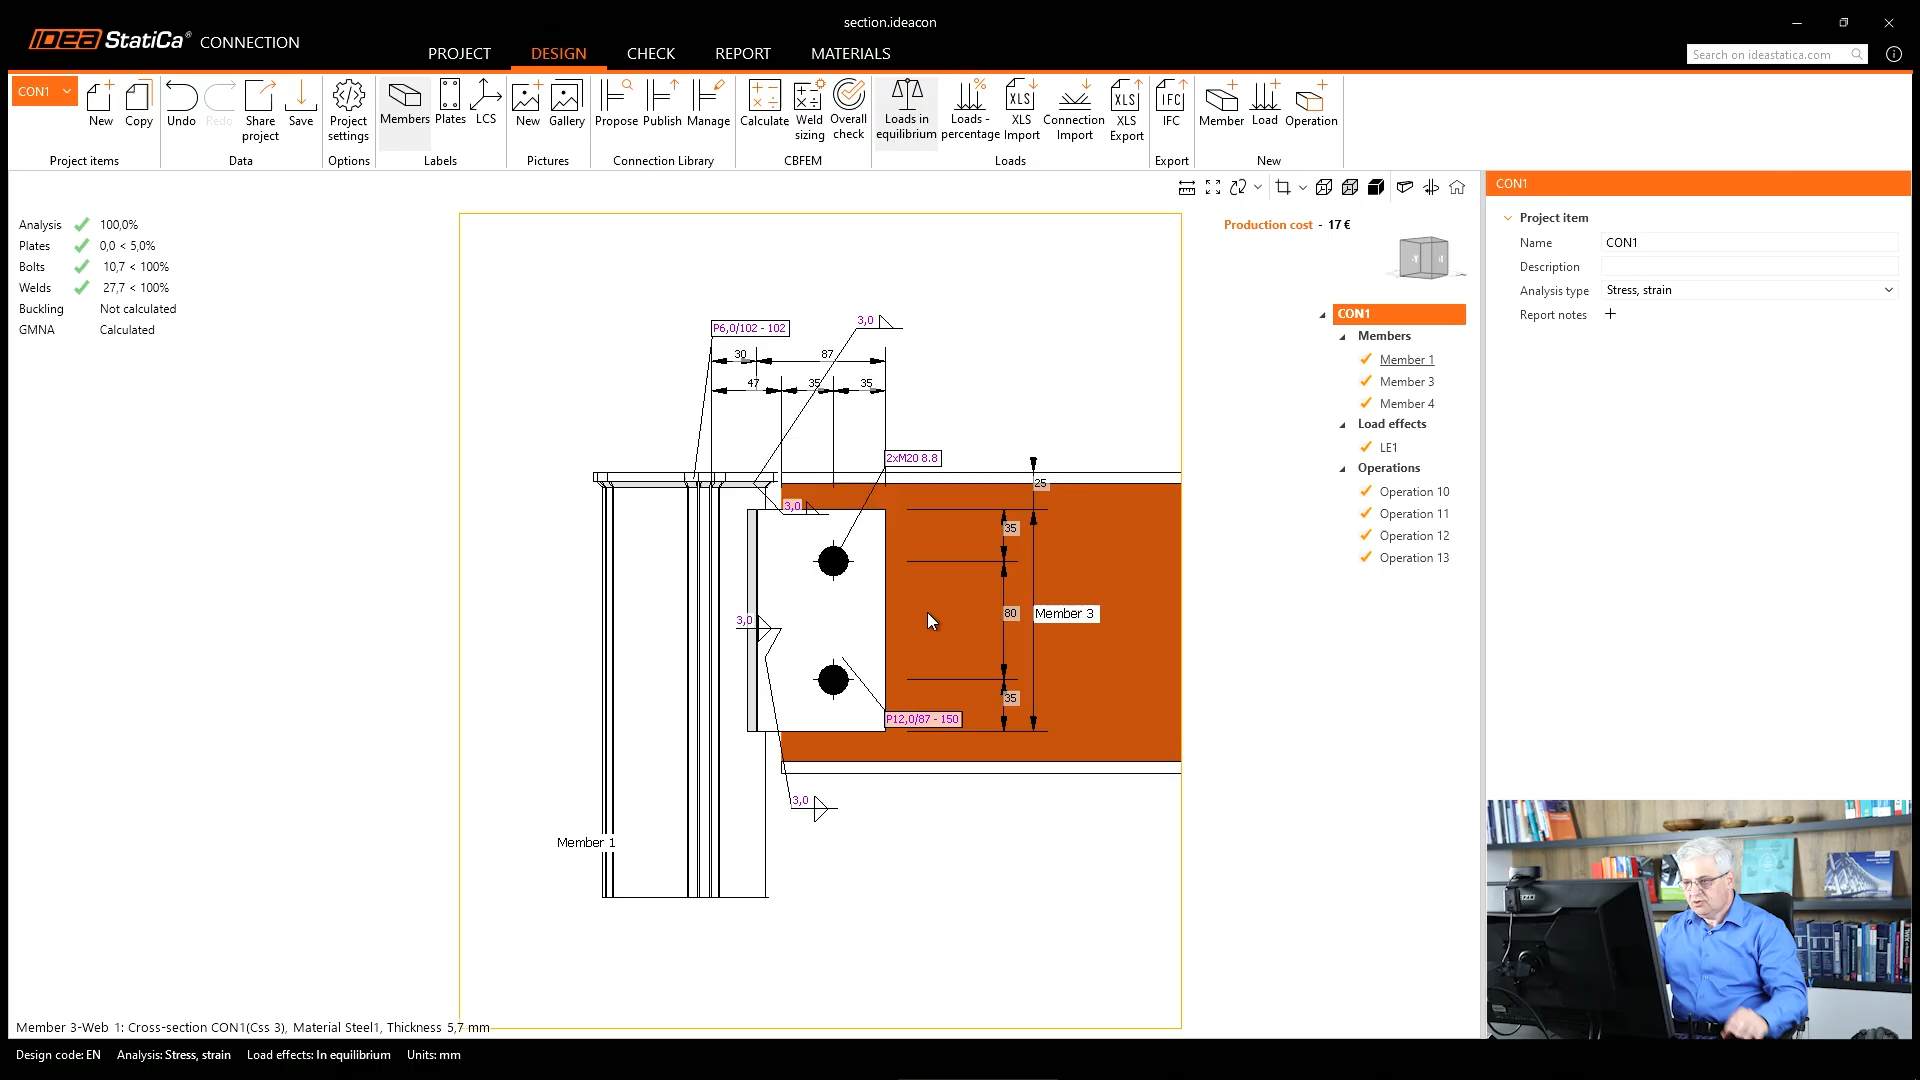 section.ideacon
IDEA StatiCa® CONNECTION
PROJECT DESIGN CHECK REPORT MATERIALS
Search on ideastatica.com
CON1
New Copy Undo Redo Share project Save Project settings Members Plates LCS New Gallery Propose Publish Manage Calculate Weld sizing Overall check Loads in equilibrium Loads - percentage XLS Import Connection Import XLS Export IFC Member Load Operation
Project items Data Options Labels Pictures Connection Library CBFEM Loads Export New
Analysis 100,0%
Plates 0,0 < 5,0%
Bolts 10,7 < 100%
Welds 27,7 < 100%
Buckling Not calculated
GMNA Calculated
Production cost - 17 €
P6,0/102 - 102
3,0
30 87
47 35 35
2xM20 8.8
25
3,0
35
80
Member 3
3,0
35
P12,0/87 - 150
3,0
Member 1
CON1
Members
Member 1
Member 3
Member 4
Load effects
LE1
Operations
Operation 10
Operation 11
Operation 12
Operation 13
CON1
Project item
Name CON1
Description
Analysis type Stress, strain
Report notes
Member 3-Web 1: Cross-section CON1(Css 3), Material Steel1, Thickness 5,7 mm
Design code: EN Analysis: Stress, strain Load effects: In equilibrium Units: mm